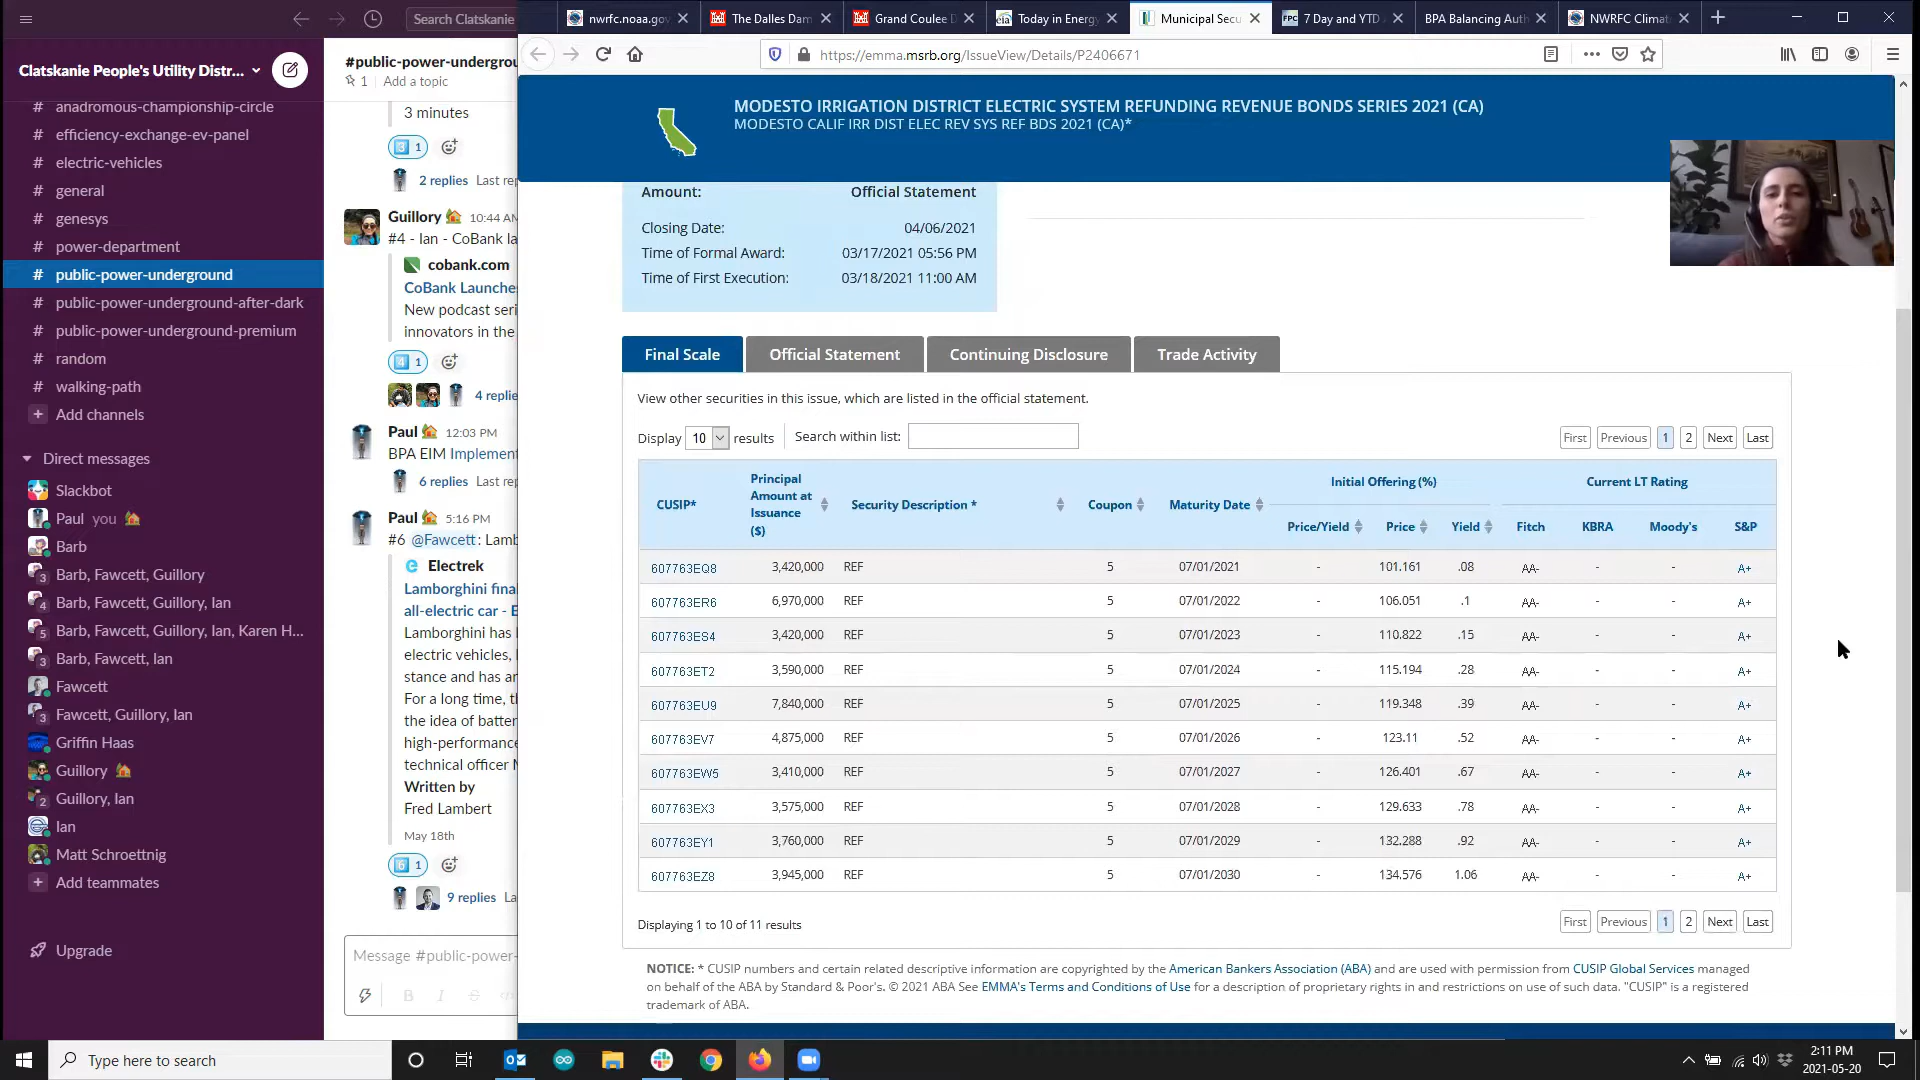 Search Clatskanie
nwrfc.noaa.gov
The Dalles Dam
Grand Coulee D
Today in Energy
Municipal Secu
7 Day and YTD
BPA Balancing Auth
NWRFC Climat
Clatskanie People's Utility Distr...
# anadromous-championship-circle
# efficiency-exchange-ev-panel
# electric-vehicles
# general
# genesys
# power-department
# public-power-underground
# public-power-underground-after-dark
# public-power-underground-premium
# random
# walking-path
+ Add channels
Direct messages
Slackbot
Paul you
Barb
3 Barb, Fawcett, Guillory
4 Barb, Fawcett, Guillory, Ian
5 Barb, Fawcett, Guillory, Ian, Karen H...
3 Barb, Fawcett, Ian
Fawcett
3 Fawcett, Guillory, Ian
Griffin Haas
Guillory
2 Guillory, Ian
Ian
Matt Schroettnig
+ Add teammates
Upgrade
#public-power-undergrou
1 Add a topic
3 minutes
3 1
2 replies Last rep
Guillory 10:44 AM
#4 - Ian - CoBank la
cobank.com
CoBank Launches
New podcast seri
innovators in the
4 1
4 replie
Paul 12:03 PM
BPA EIM Implement
6 replies Last rep
Paul 5:16 PM
#6 @Fawcett: Lamb
Electrek
Lamborghini fina
all-electric car - E
Lamborghini has
electric vehicles,
stance and has an
For a long time, th
the idea of batter
high-performance
technical officer M
Written by
Fred Lambert
May 18th
6 1
9 replies La
Message #public-power-
B I S
https://emma.msrb.org/IssueView/Details/P2406671
MODESTO IRRIGATION DISTRICT ELECTRIC SYSTEM REFUNDING REVENUE BONDS SERIES 2021 (CA)
MODESTO CALIF IRR DIST ELEC REV SYS REF BDS 2021 (CA)*
Amount: Official Statement
Closing Date: 04/06/2021
Time of Formal Award: 03/17/2021 05:56 PM
Time of First Execution: 03/18/2021 11:00 AM
Final Scale Official Statement Continuing Disclosure Trade Activity
View other securities in this issue, which are listed in the official statement.
Display 10 results Search within list: First Previous 1 2 Next Last
CUSIP* Principal Amount at Issuance ($) Security Description * Coupon Maturity Date Initial Offering (%) Current LT Rating
Price/Yield Price Yield Fitch KBRA Moody's S&P
607763EQ8 3,420,000 REF 5 07/01/2021 - 101.161 .08 AA- - - A+
607763ER6 6,970,000 REF 5 07/01/2022 - 106.051 .1 AA- - - A+
607763ES4 3,420,000 REF 5 07/01/2023 - 110.822 .15 AA- - - A+
607763ET2 3,590,000 REF 5 07/01/2024 - 115.194 .28 AA- - - A+
607763EU9 7,840,000 REF 5 07/01/2025 - 119.348 .39 AA- - - A+
607763EV7 4,875,000 REF 5 07/01/2026 - 123.11 .52 AA- - - A+
607763EW5 3,410,000 REF 5 07/01/2027 - 126.401 .67 AA- - - A+
607763EX3 3,575,000 REF 5 07/01/2028 - 129.633 .78 AA- - - A+
607763EY1 3,760,000 REF 5 07/01/2029 - 132.288 .92 AA- - - A+
607763EZ8 3,945,000 REF 5 07/01/2030 - 134.576 1.06 AA- - - A+
Displaying 1 to 10 of 11 results First Previous 1 2 Next Last
NOTICE: * CUSIP numbers and certain related descriptive information are copyrighted by the American Bankers Association (ABA) and are used with permission from CUSIP Global Services managed
on behalf of the ABA by Standard & Poor's. © 2021 ABA See EMMA's Terms and Conditions of Use for a description of proprietary rights in and restrictions on use of such data. "CUSIP" is a registered
trademark of ABA.
Type here to search
2:11 PM
2021-05-20